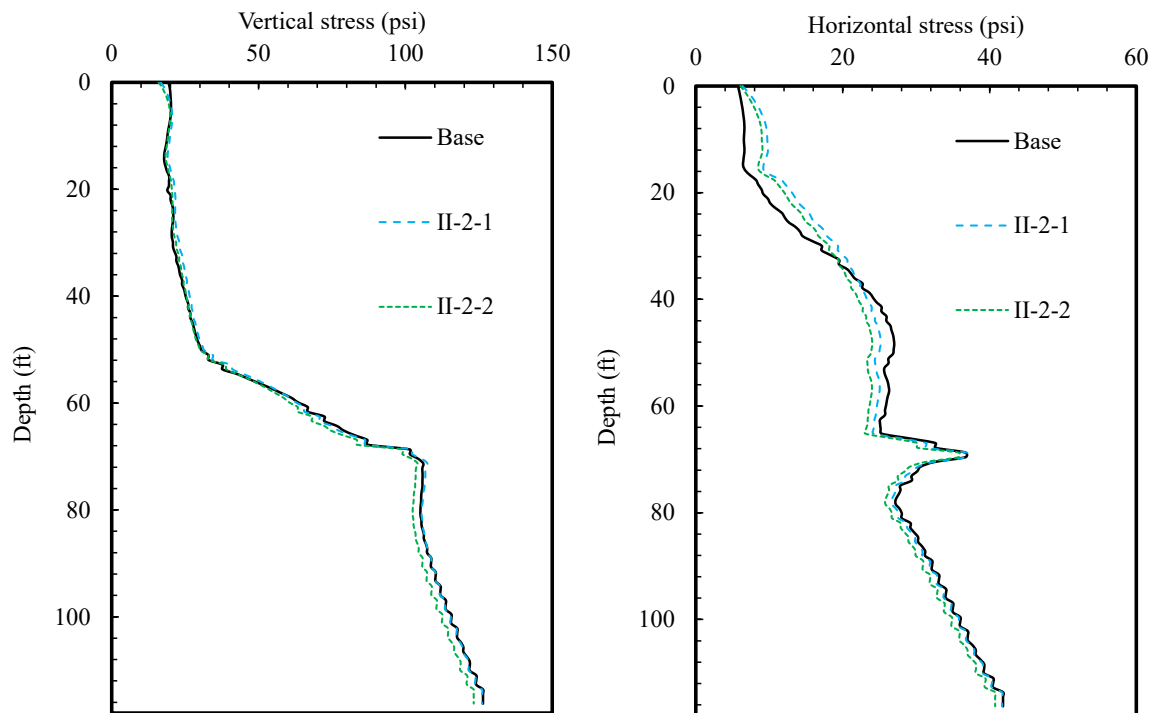 Vertical stress (psi)
0 50 100 150
0
20
40
60
80
100
Depth (ft)
Base
II-2-1
II-2-2
Horizontal stress (psi)
0 20 40 60
0
20
40
60
80
100
Depth (ft)
Base
II-2-1
II-2-2